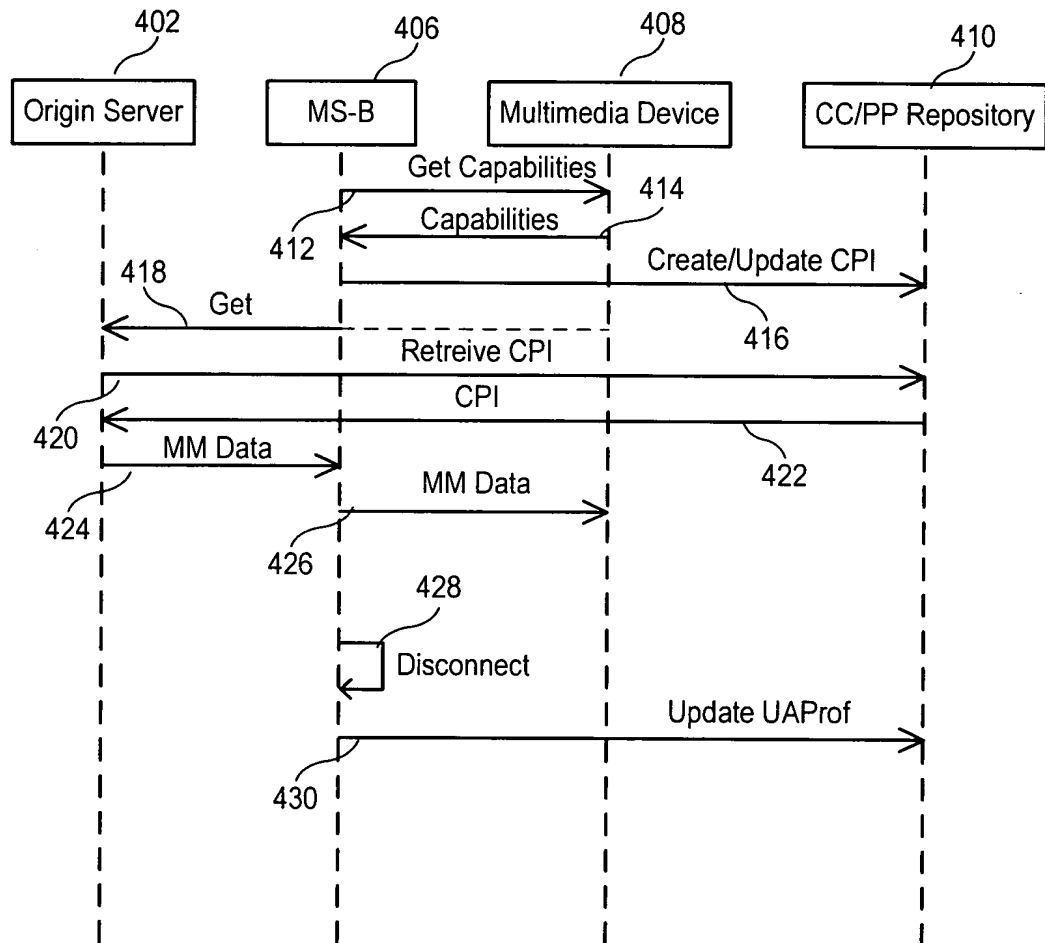 402
406
408
410
Origin Server
MS-B
Multimedia Device
CC/PP Repository
Get Capabilities
412
Capabilities
414
Create/Update CPI
416
418
Get
Retreive CPI
420
CPI
422
MM Data
424
MM Data
426
428
Disconnect
Update UAProf
430